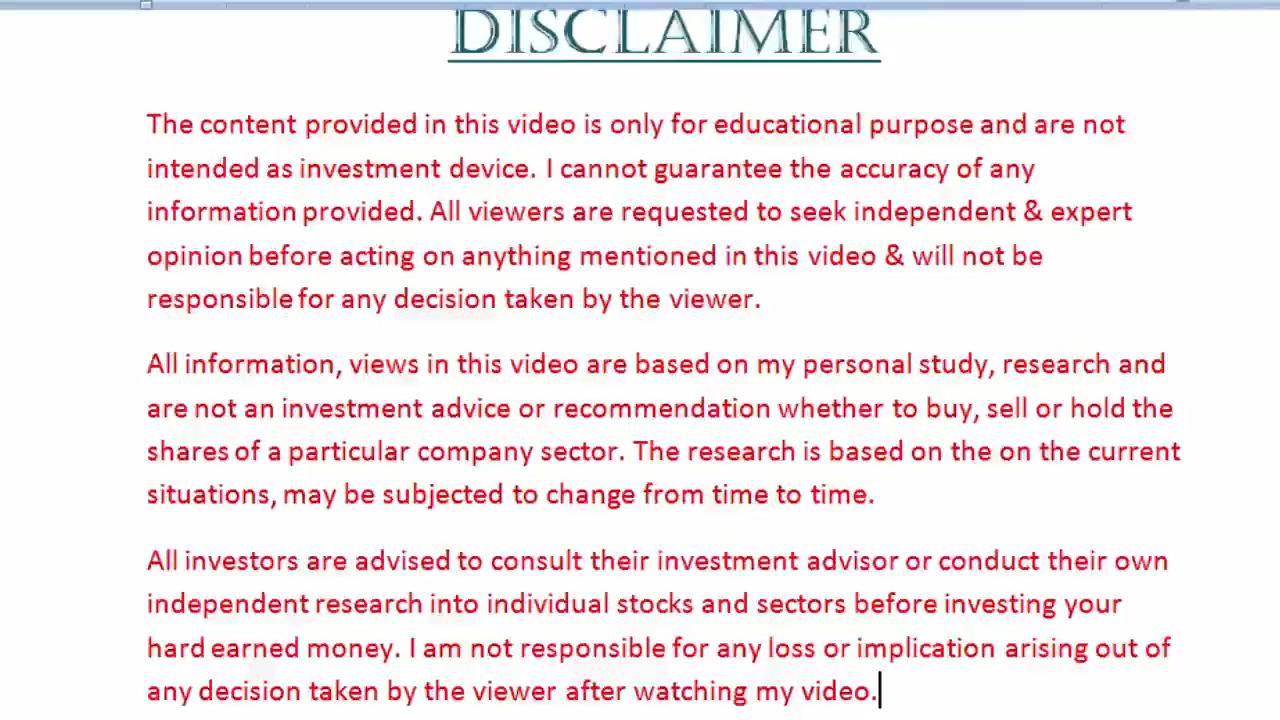 DISCLAIMER
The content provided in this video is only for educational purpose and are not
intended as investment device. I cannot guarantee the accuracy of any
information provided. All viewers are requested to seek independent & expert
opinion before acting on anything mentioned in this video & will not be
responsible for any decision taken by the viewer.
All information, views in this video are based on my personal study, research and
are not an investment advice or recommendation whether to buy, sell or hold the
shares of a particular company sector. The research is based on the on the current
situations, may be subjected to change from time to time.
All investors are advised to consult their investment advisor or conduct their own
independent research into individual stocks and sectors before investing your
hard earned money. I am not responsible for any loss or implication arising out of
any decision taken by the viewer after watching my video.